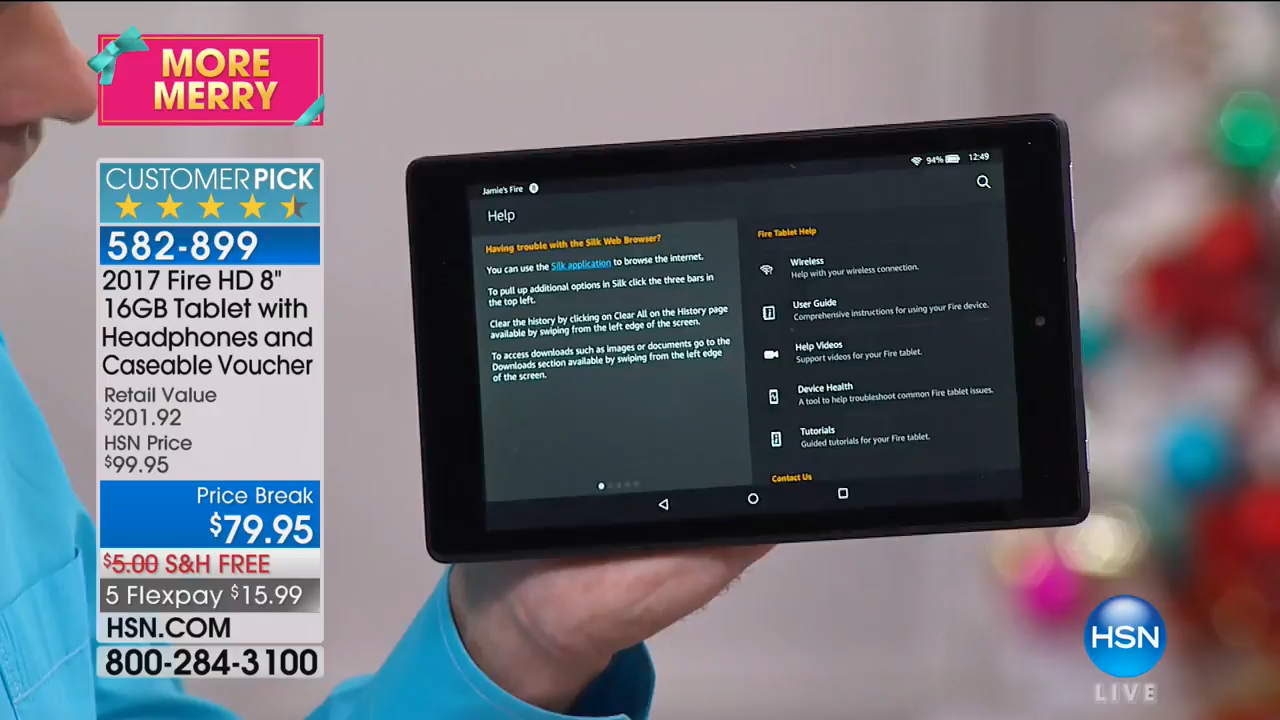 MORE
MERRY
CUSTOMER PICK
582-899
2017 Fire HD 8"
16GB Tablet with
Headphones and
Caseable Voucher
Retail Value
$201.92
HSN Price
$99.95
Price Break
$79.95
$5.00 S&H FREE
5 Flexpay $15.99
HSN.COM
800-284-3100
Jamie's Fire
94%
12:49
Help
Having trouble with the Silk Web Browser?
You can use the Silk application to browse the internet.
To pull up additional options in Silk click the three bars in
the top left.
Clear the history by clicking on Clear All on the History page
available by swiping from the left edge of the screen.
To access downloads such as images or documents go to the
Downloads section available by swiping from the left edge
of the screen.
Fire Tablet Help
Wireless
Help with your wireless connection.
User Guide
Comprehensive instructions for using your Fire device.
Help Videos
Support videos for your Fire tablet.
Device Health
A tool to help troubleshoot common Fire tablet issues.
Tutorials
Guided tutorials for your Fire tablet.
Contact Us
HSN
LIVE